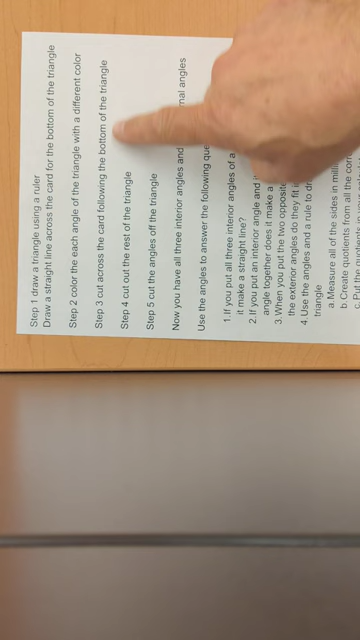 Step 1 draw a triangle using a ruler
Draw a straight line across the card for the bottom of the triangle
Step 2 color the each angle of the triangle with a different color
Step 3 cut across the card following the bottom of the triangle
Step 4 cut out the rest of the triangle
Step 5 cut the angles off the triangle
Now you have all three interior angles and angles
Use the angles to answer the following
1. If you put all three interior angles of a
it make a straight line?
2. If you put an interior angle and
angle together does it make a
3. When you put the two opposite
the exterior angles do they fit
4. Use the angles and a rule to
triangle
a. Measure all of the sides in
b. Create quotients from all the
c. Put the quotients in your